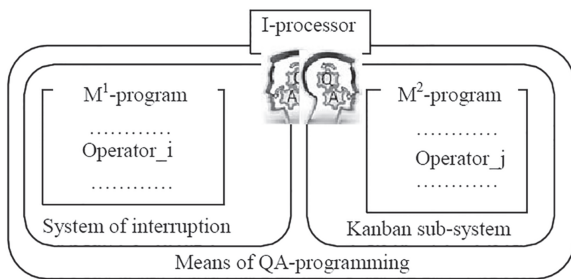 I-processor
M¹-program
............
Operator_i
............
System of interruption
Q
A
Q
A
M²-program
............
Operator_j
............
Kanban sub-system
Means of QA-programming